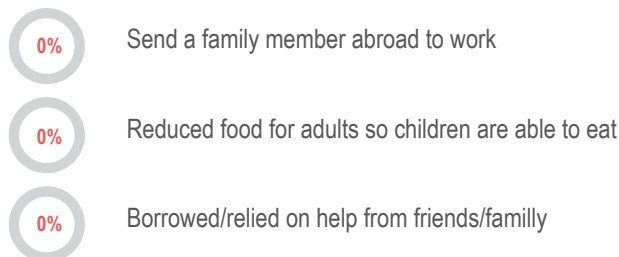 0% Send a family member abroad to work
0% Reduced food for adults so children are able to eat
0% Borrowed/relied on help from friends/familly